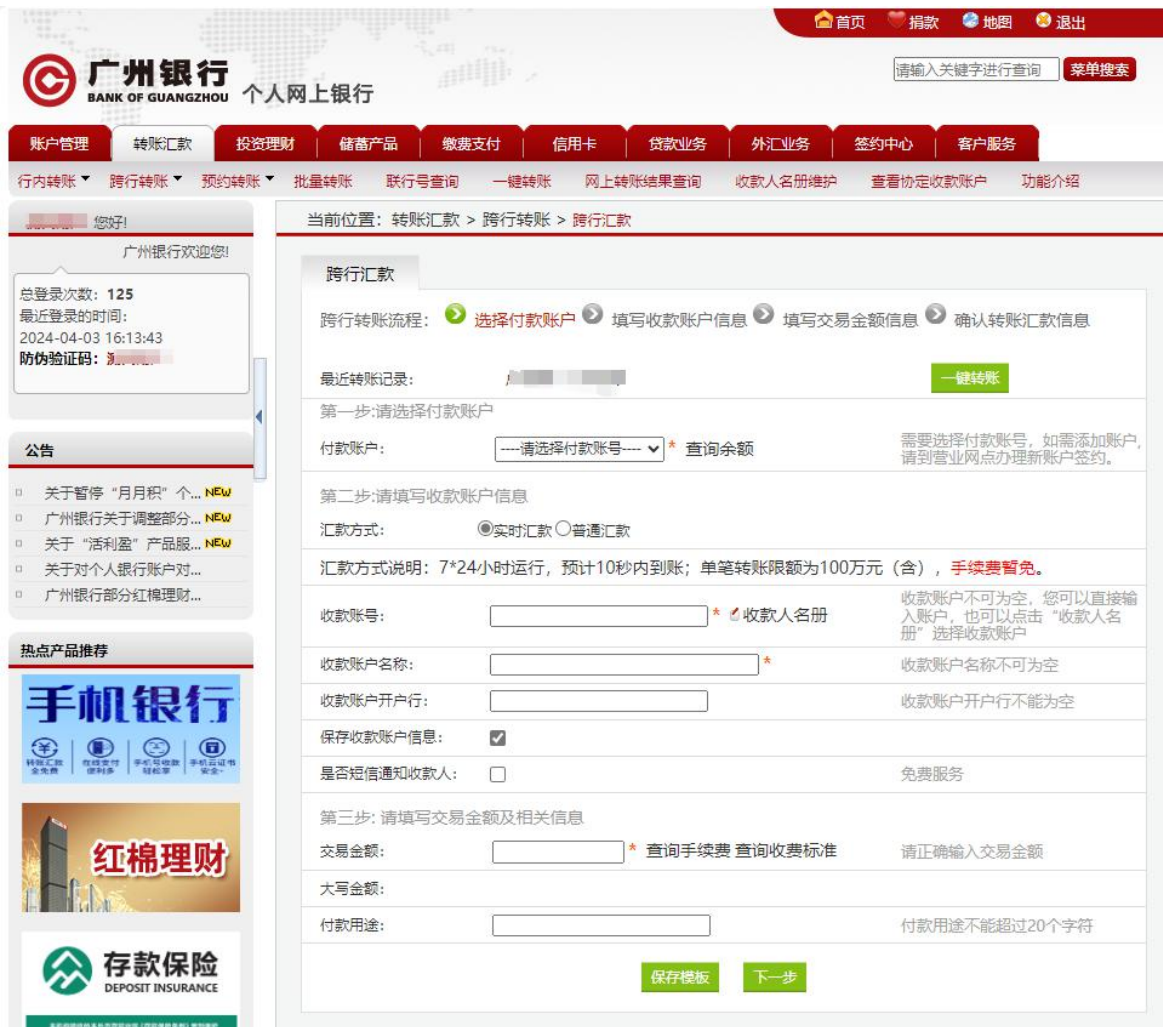 首页 捐款 地图 退出
广州银行 个人网上银行
BANK OF GUANGZHOU
请输入关键字进行查询 菜单搜索
账户管理 转账汇款 投资理财 储蓄产品 缴费支付 信用卡 贷款业务 外汇业务 签约中心 客户服务
行内转账 跨行转账 预约转账 批量转账 联行号查询 一键转账 网上转账结果查询 收款人名册维护 查看协定收款账户 功能介绍
您好!
广州银行欢迎您!
总登录次数：125
最近登录的时间：
2024-04-03 16:13:43
防伪验证码：
公告
关于暂停“月月积”个... NEW
广州银行关于调整部分... NEW
关于“活利盈”产品服... NEW
关于对个人银行账户对...
广州银行部分红棉理财...
热点产品推荐
手机银行
转账汇款 在线支付 手机号收款 手机云证书
全免费 便利多 轻松享 安全+
红棉理财
存款保险
DEPOSIT INSURANCE
当前位置：转账汇款 > 跨行转账 > 跨行汇款
跨行汇款
跨行转账流程： 选择付款账户 填写收款账户信息 填写交易金额信息 确认转账汇款信息
最近转账记录： 一键转账
第一步:请选择付款账户
付款账户： ----请选择付款账号---- * 查询余额 需要选择付款账号，如需添加账户,
请到营业网点办理新账户签约。
第二步:请填写收款账户信息
汇款方式： 实时汇款 普通汇款
汇款方式说明：7*24小时运行，预计10秒内到账；单笔转账限额为100万元（含），手续费暂免。
收款账号： * 收款人名册 收款账户不可为空，您可以直接输
入账户，也可以点击“收款人名
册”选择收款账户
收款账户名称： * 收款账户名称不可为空
收款账户开户行： 收款账户开户行不能为空
保存收款账户信息：
是否短信通知收款人： 免费服务
第三步: 请填写交易金额及相关信息
交易金额： * 查询手续费 查询收费标准 请正确输入交易金额
大写金额：
付款用途： 付款用途不能超过20个字符
保存模板 下一步